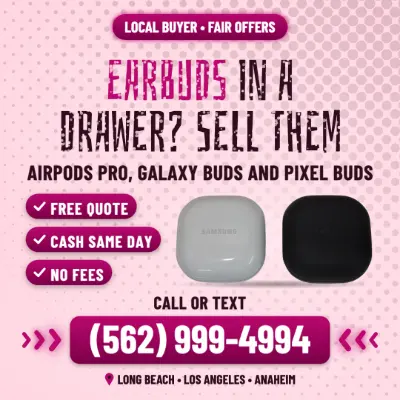 LOCAL BUYER • FAIR OFFERS
EARBUDS IN A
DRAWER? SELL THEM
AIRPODS PRO, GALAXY BUDS AND PIXEL BUDS
FREE QUOTE
CASH SAME DAY
NO FEES
SAMSUNG
CALL OR TEXT
(562) 999-4994
LONG BEACH • LOS ANGELES • ANAHEIM